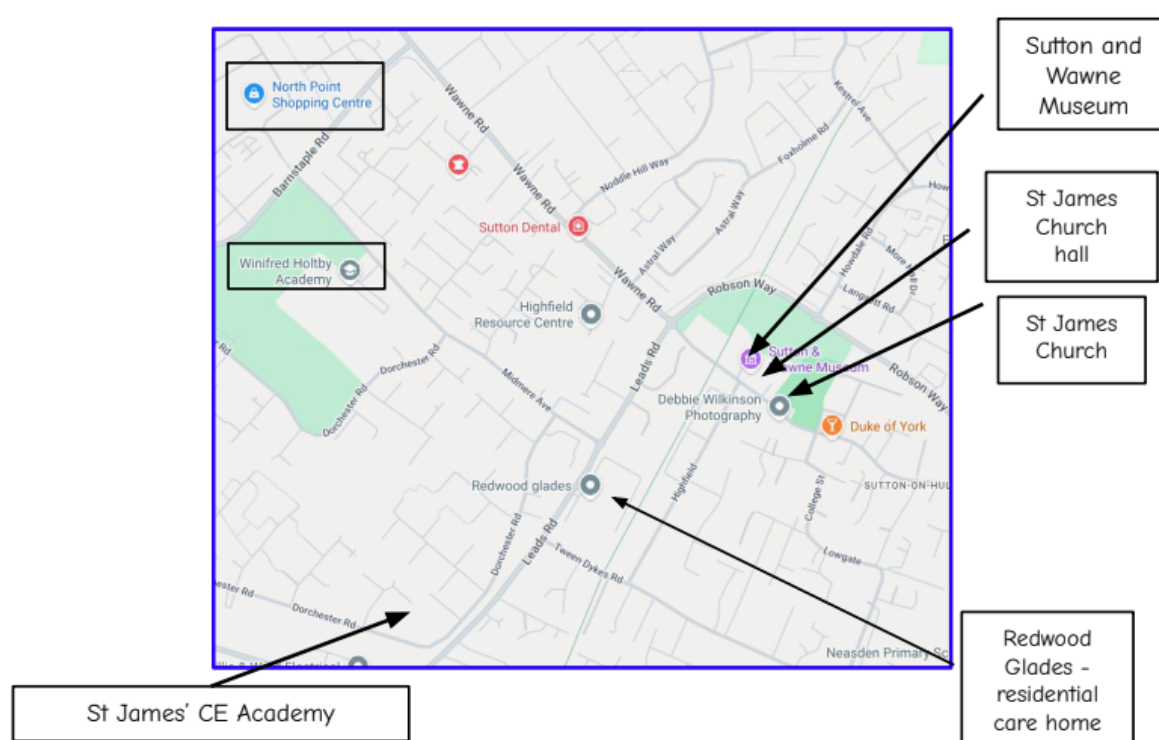 Sutton and
Wawne
Museum
North Point
Shopping Centre
Wawne Rd
Kestrel Ave
Barnstaple Rd
Wawne Rd
Foxholme Rd
Noddle Hill Way
St James
Church
hall
Astral Way
Sutton Dental
Astral Way
Howdale Rd
Winifred Holtby
Academy
Wawne Rd
Robson Way
Langsett Rd
Highfield
Resource Centre
St James
Church
Leads Rd
Sutton &
Wawne Museum
Dorchester Rd
Robson Way
Midmere Ave
Dorchester Rd
Debbie Wilkinson
Photography
Duke of York
Redwood glades
Highfield
College St
SUTTON-ON-HUL
Dorchester Rd
Leads Rd
Tween Dykes Rd
Lowgate
Dorchester Rd
Neasden Primary Sc
Redwood
Glades -
residential
care home
St James’ CE Academy